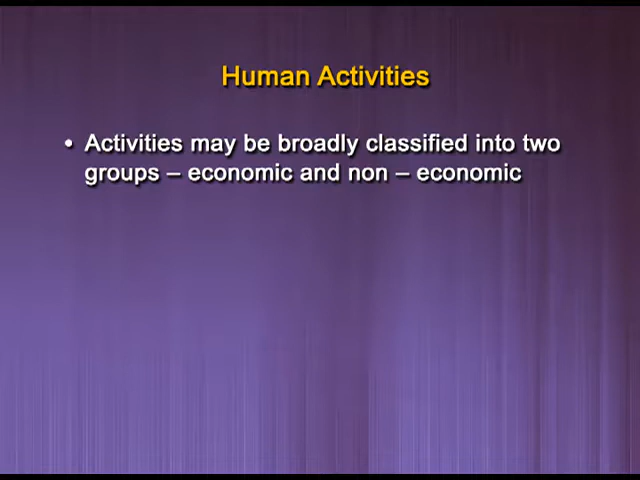 Human Activities
• Activities may be broadly classified into two
groups – economic and non – economic